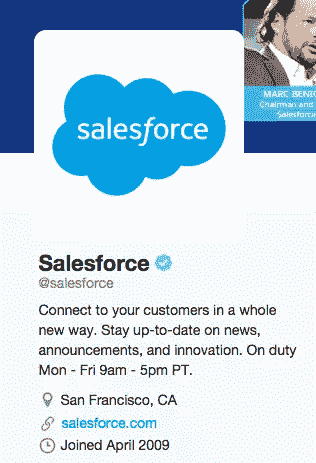 MARC BENI
Chairman and
Salesforce
salesforce
Salesforce
@salesforce
Connect to your customers in a whole
new way. Stay up-to-date on news,
announcements, and innovation. On duty
Mon - Fri 9am - 5pm PT.
San Francisco, CA
salesforce.com
Joined April 2009